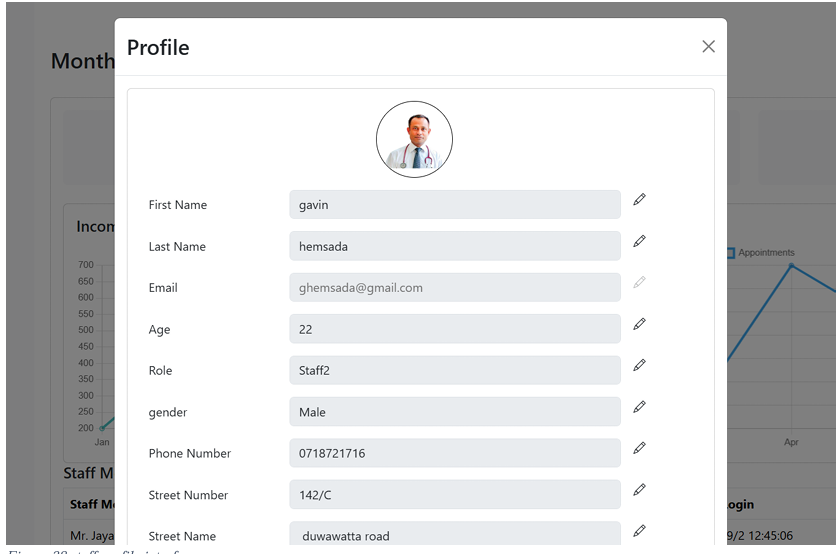 Profile
Month
First Name gavin
Incom
Last Name hemsada
Appointments
700
650
Email ghemsada@gmail.com
600
550
Age 22
500
450
Role Staff2
400
350
300
gender Male
250
200
Jan
Apr
Phone Number 0718721716
Staff M
Street Number 142/C
Staff Me
ogin
Street Name duwawatta road
Mr. Jaya
9/2 12:45:06